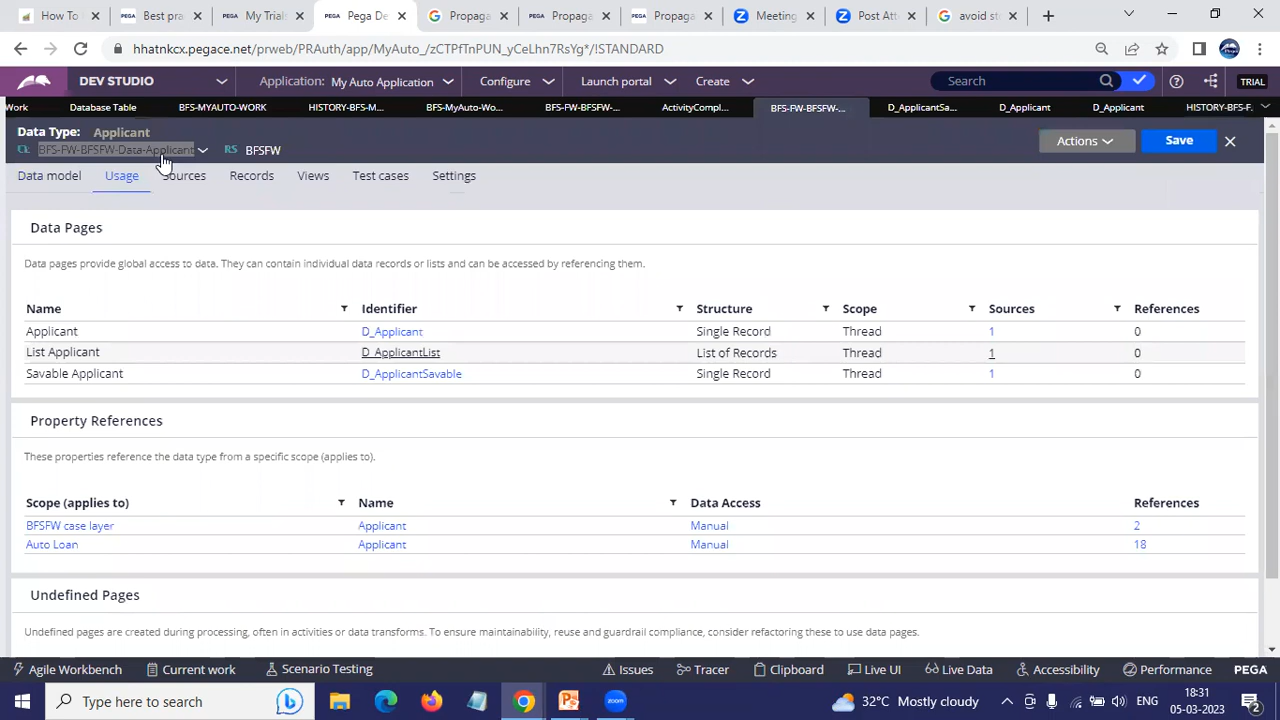 How To
Best pra
My Trials
Pega De
Propaga
Propaga
Propaga
Meeting
Post Att
avoid st
hhatnkcx.pegace.net/prweb/PRAuth/app/MyAuto_/zCTPfTnPUN_yCeLhn7RsYg*/!STANDARD
DEV STUDIO
Application: My Auto Application
Configure
Launch portal
Create
Search
TRIAL
Work
Database Table
BFS-MYAUTO-WORK
HISTORY-BFS-M...
BFS-MyAuto-Wo...
BFS-FW-BFSFW-...
ActivityCompl...
BFS-FW-BFSFW-...
D_ApplicantSa...
D_Applicant
D_Applicant
HISTORY-BFS-F.
Data Type: Applicant
CL BFS-FW-BFSFW-Data-Applicant RS BFSFW
Actions
Save
Data model Usage Sources Records Views Test cases Settings
Data Pages
Data pages provide global access to data. They can contain individual data records or lists and can be accessed by referencing them.
Name Identifier Structure Scope Sources References
Applicant D_Applicant Single Record Thread 1 0
List Applicant D_ApplicantList List of Records Thread 1 0
Savable Applicant D_ApplicantSavable Single Record Thread 1 0
Property References
These properties reference the data type from a specific scope (applies to).
Scope (applies to) Name Data Access References
BFSFW case layer Applicant Manual 2
Auto Loan Applicant Manual 18
Undefined Pages
Undefined pages are created during processing, often in activities or data transforms. To ensure maintainability, reuse and guardrail compliance, consider refactoring these to use data pages.
Agile Workbench Current work Scenario Testing Issues Tracer Clipboard Live UI Live Data Accessibility Performance PEGA
Type here to search
32°C Mostly cloudy
ENG
18:31
05-03-2023
2